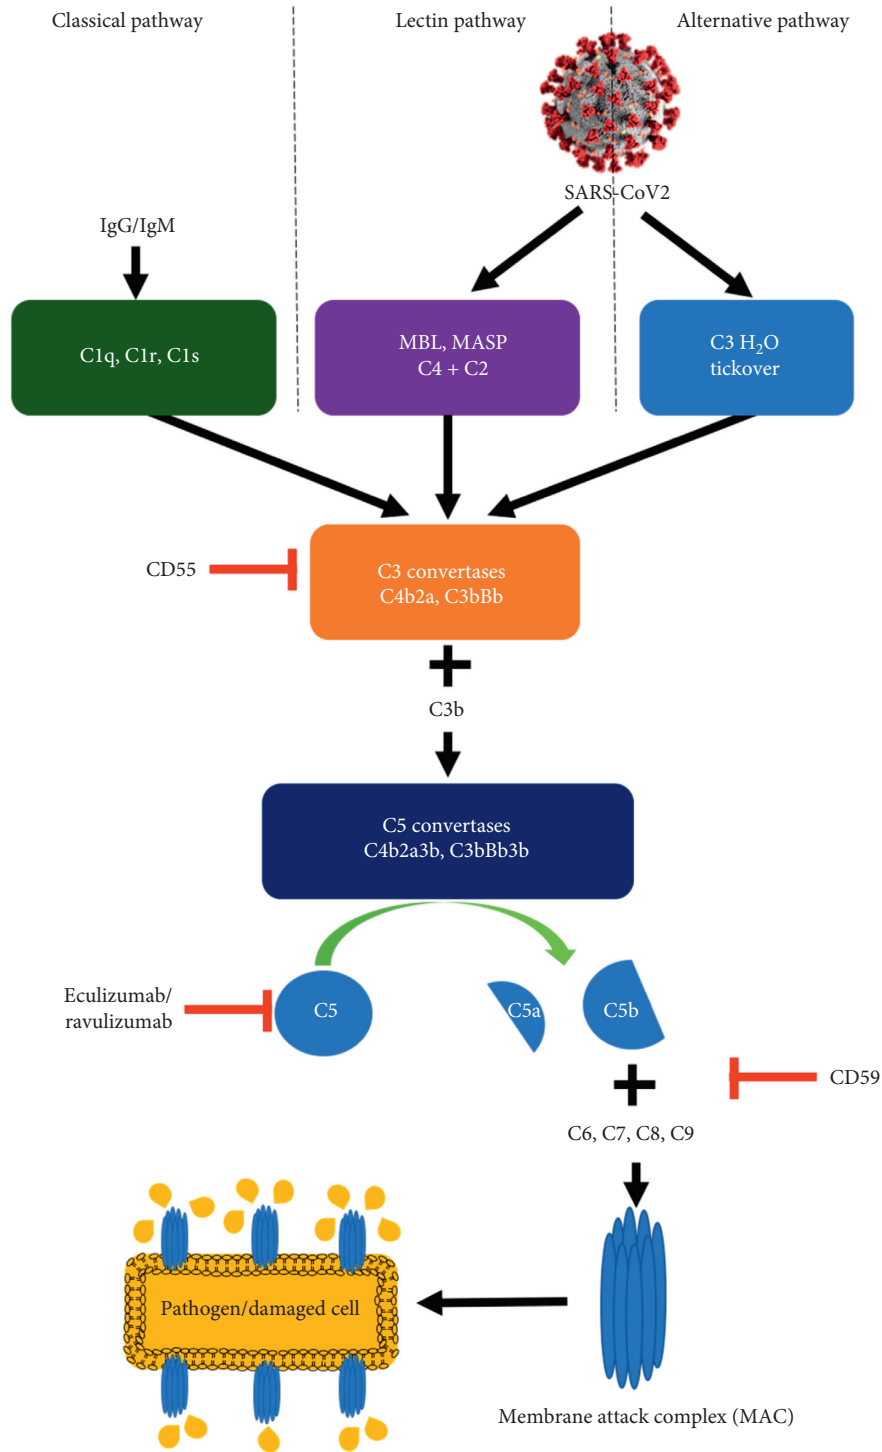 Classical pathway
Lectin pathway
Alternative pathway
SARS-CoV2
IgG/IgM
C1q, C1r, C1s
MBL, MASP
C4 + C2
C3 H₂O
tickover
CD55
C3 convertases
C4b2a, C3bBb
C3b
C5 convertases
C4b2a3b, C3bBb3b
Eculizumab/
ravulizumab
C5
C5a
C5b
CD59
C6, C7, C8, C9
Pathogen/damaged cell
Membrane attack complex (MAC)